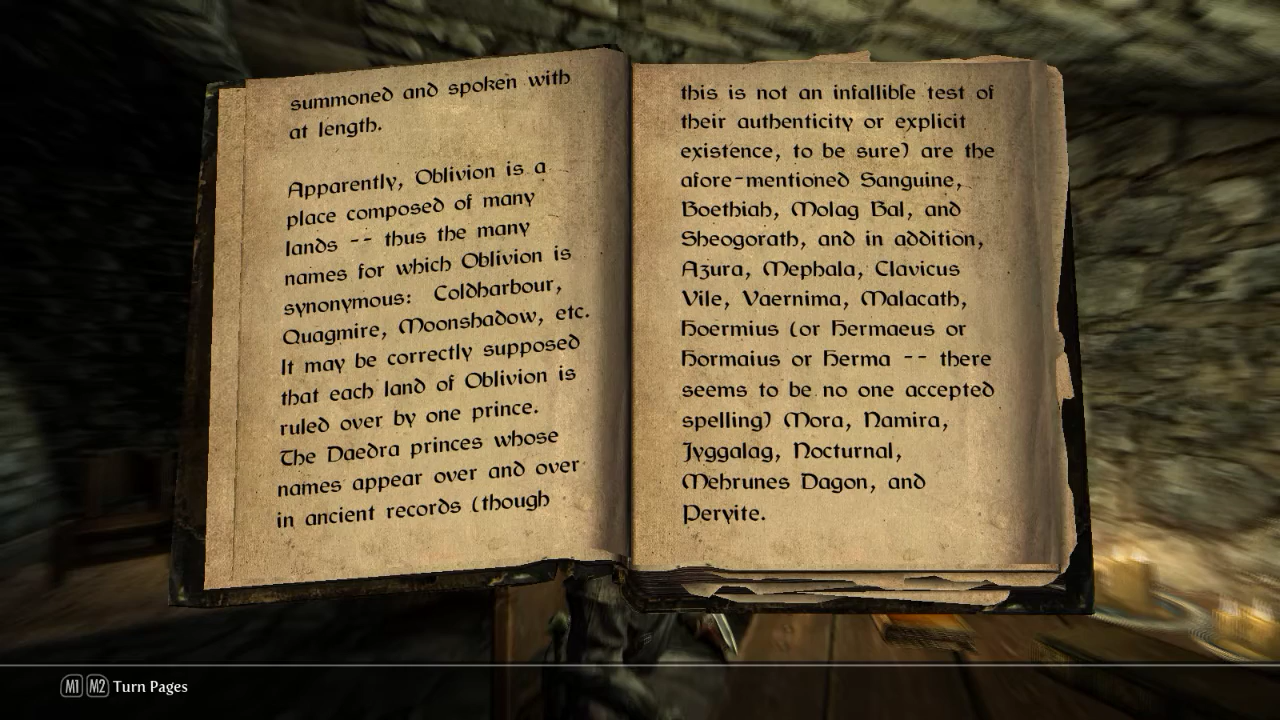 summoned and spoken with
at length.
Apparently, Oblivion is a
place composed of many
lands -- thus the many
names for which Oblivion is
synonymous: Coldharbour,
Quagmire, Moonshadow, etc.
It may be correctly supposed
that each land of Oblivion is
ruled over by one prince.
The Daedra princes whose
names appear over and over
in ancient records (though
this is not an infallible test of
their authenticity or explicit
existence, to be sure) are the
afore-mentioned Sanguine,
Boethiah, Molag Bal, and
Sheogorath, and in addition,
Azura, Mephala, Clavicus
Vile, Vaernima, Malacath,
Hoermius (or Hermaeus or
Hormaius or Herma -- there
seems to be no one accepted
spelling) Mora, Namira,
Jyggalag, Nocturnal,
Mehrunes Dagon, and
Peryite.
M1 M2 Turn Pages